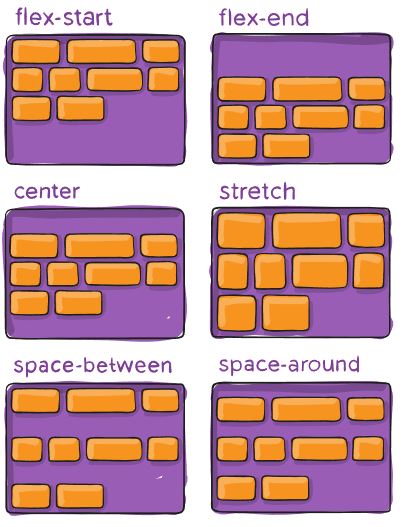 flex-start
flex-end
center
stretch
space-between
space-around